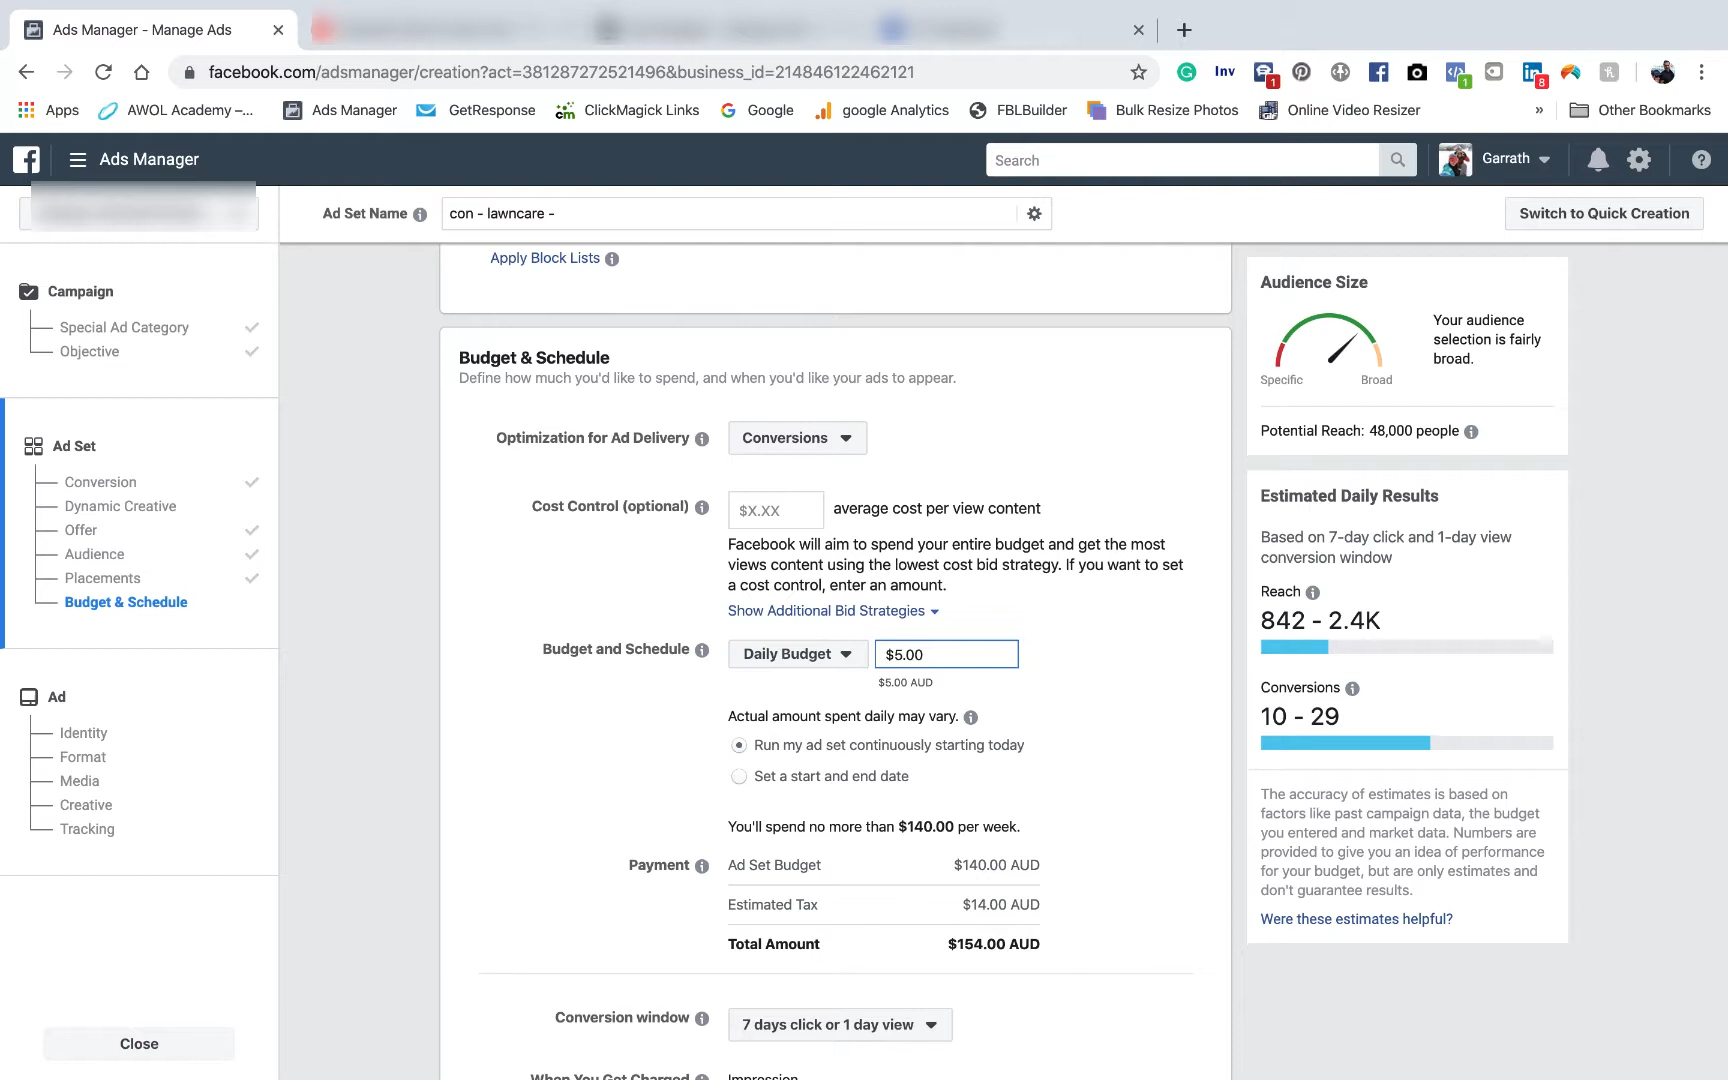 Ads Manager - Manage Ads
facebook.com/adsmanager/creation?act=381287272521496&business_id=214846122462121
Inv
1
1
8
Apps
AWOL Academy –...
Ads Manager
GetResponse
cm
ClickMagick Links
Google
google Analytics
FBLBuilder
Bulk Resize Photos
Online Video Resizer
»
Other Bookmarks
Ads Manager
Search
Garrath
Ad Set Name
con - lawncare -
Switch to Quick Creation
Campaign
Special Ad Category
Objective
Ad Set
Conversion
Dynamic Creative
Offer
Audience
Placements
Budget & Schedule
Ad
Identity
Format
Media
Creative
Tracking
Close
Apply Block Lists
Budget & Schedule
Define how much you'd like to spend, and when you'd like your ads to appear.
Optimization for Ad Delivery
Conversions
Cost Control (optional)
$X.XX
average cost per view content
Facebook will aim to spend your entire budget and get the most
views content using the lowest cost bid strategy. If you want to set
a cost control, enter an amount.
Show Additional Bid Strategies
Budget and Schedule
Daily Budget
$5.00
$5.00 AUD
Actual amount spent daily may vary.
Run my ad set continuously starting today
Set a start and end date
You'll spend no more than $140.00 per week.
Payment
Ad Set Budget
$140.00 AUD
Estimated Tax
$14.00 AUD
Total Amount
$154.00 AUD
Conversion window
7 days click or 1 day view
When You Get Charged
Impression
Audience Size
Specific
Broad
Your audience
selection is fairly
broad.
Potential Reach: 48,000 people
Estimated Daily Results
Based on 7-day click and 1-day view
conversion window
Reach
842 - 2.4K
Conversions
10 - 29
The accuracy of estimates is based on
factors like past campaign data, the budget
you entered and market data. Numbers are
provided to give you an idea of performance
for your budget, but are only estimates and
don't guarantee results.
Were these estimates helpful?